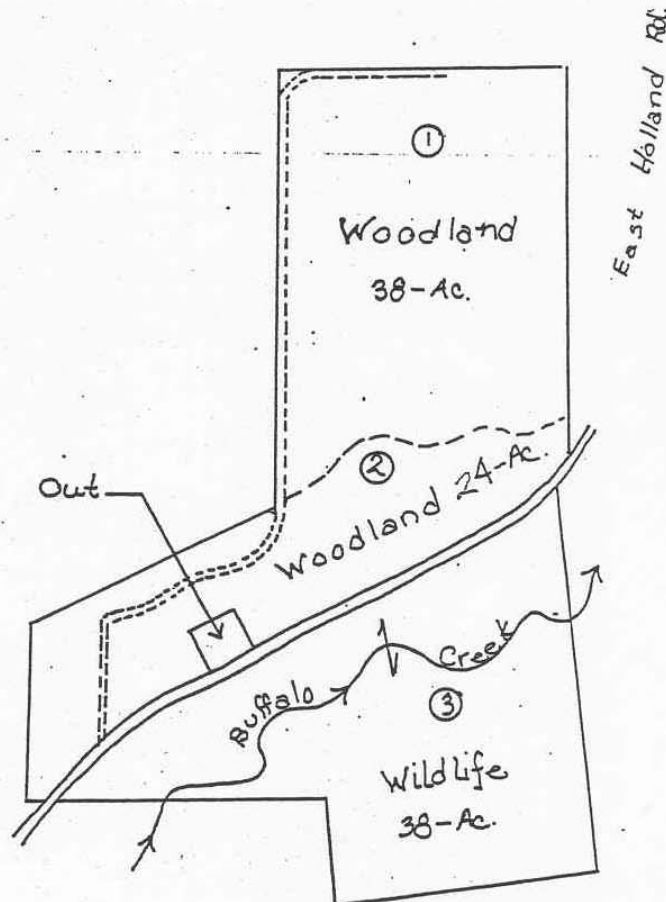 East Holland Rd.
①
Woodland
38-Ac.
Out
②
Woodland 24-Ac.
Buffalo Creek
③
Wildlife
38-Ac.